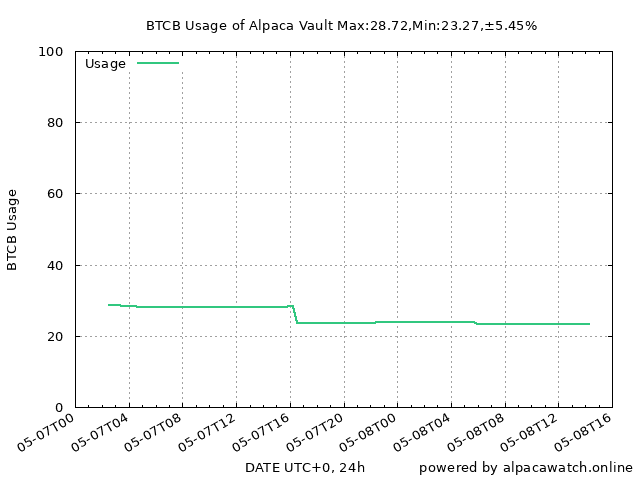 BTCB Usage of Alpaca Vault Max:28.72,Min:23.27,±5.45%
100
Usage
80
60
40
20
0
BTCB Usage
05-07T00 05-07T04 05-07T08 05-07T12 05-07T16 05-07T20 05-08T00 05-08T04 05-08T08 05-08T12 05-08T16
DATE UTC+0, 24h powered by alpacawatch.online